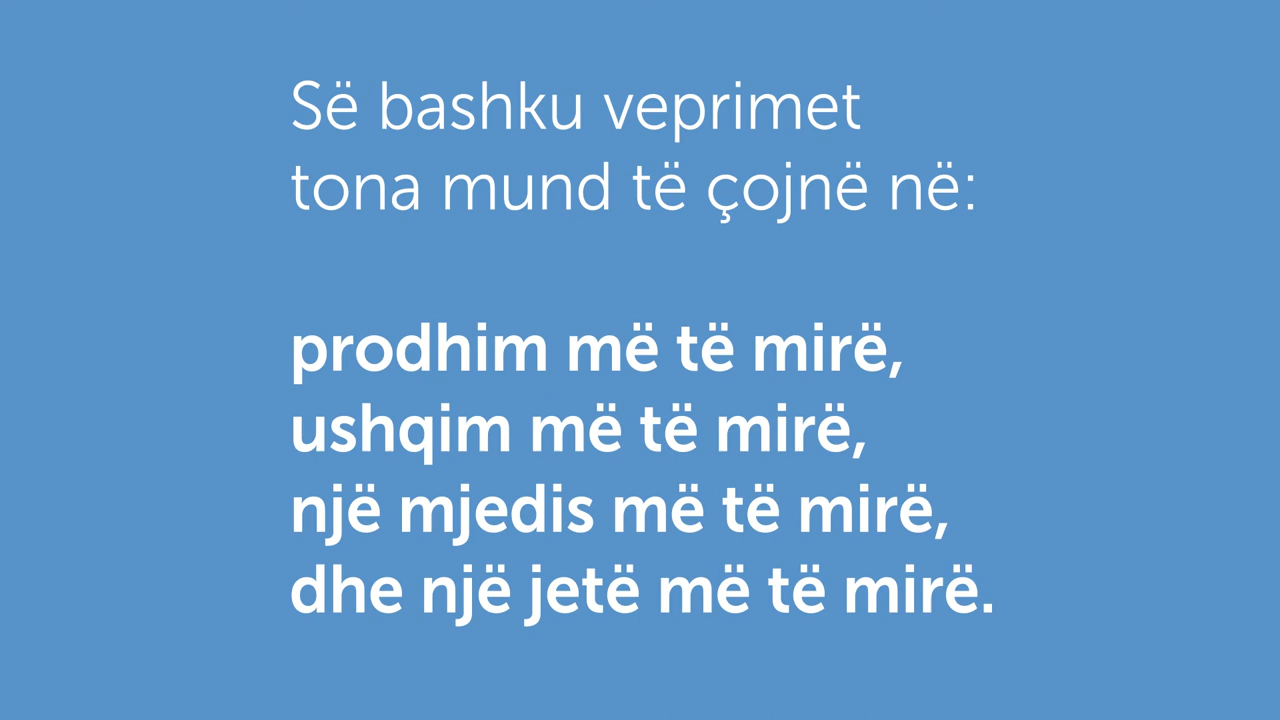 Së bashku veprimet
tona mund të çojnë në:
prodhim më të mirë,
ushqim më të mirë,
një mjedis më të mirë,
dhe një jetë më të mirë.